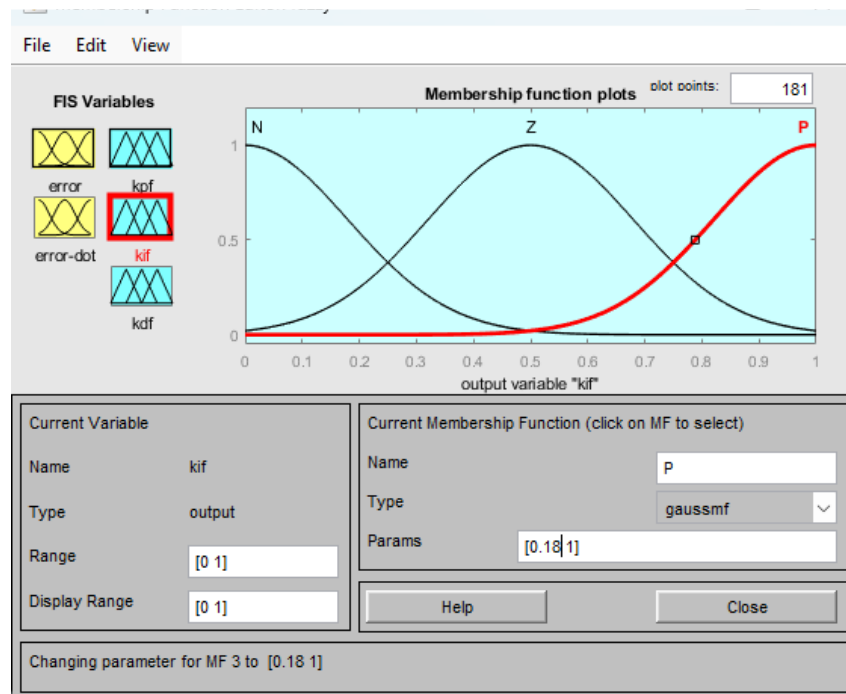 File Edit View
FIS Variables
Membership function plots
plot points:
181
error
kpf
error-dot
kif
kdf
N
Z
P
1
0.5
0
0 0.1 0.2 0.3 0.4 0.5 0.6 0.7 0.8 0.9 1
output variable "kif"
Current Variable
Name kif
Type output
Range [0 1]
Display Range [0 1]
Current Membership Function (click on MF to select)
Name P
Type gaussmf
Params [0.18 1]
Help Close
Changing parameter for MF 3 to [0.18 1]